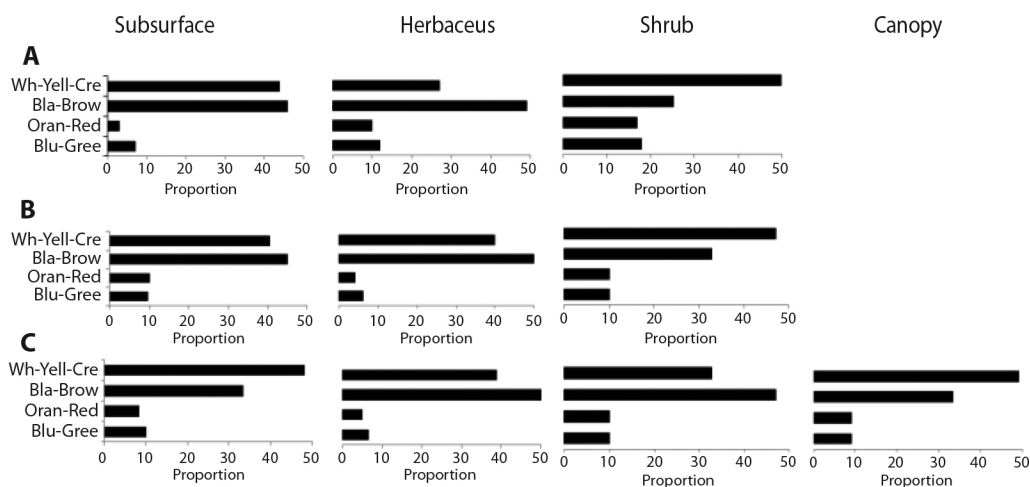 Subsurface Herbaceus Shrub Canopy
A
Wh-Yell-Cre
Bla-Brow
Oran-Red
Blu-Gree
0 10 20 30 40 50 0 10 20 30 40 50 0 10 20 30 40 50
Proportion Proportion Proportion
B
Wh-Yell-Cre
Bla-Brow
Oran-Red
Blu-Gree
0 10 20 30 40 50 0 10 20 30 40 50 0 10 20 30 40 50
Proportion Proportion Proportion
C
Wh-Yell-Cre
Bla-Brow
Oran-Red
Blu-Gree
0 10 20 30 40 50 0 10 20 30 40 50 0 10 20 30 40 50 0 10 20 30 40 50
Proportion Proportion Proportion Proportion